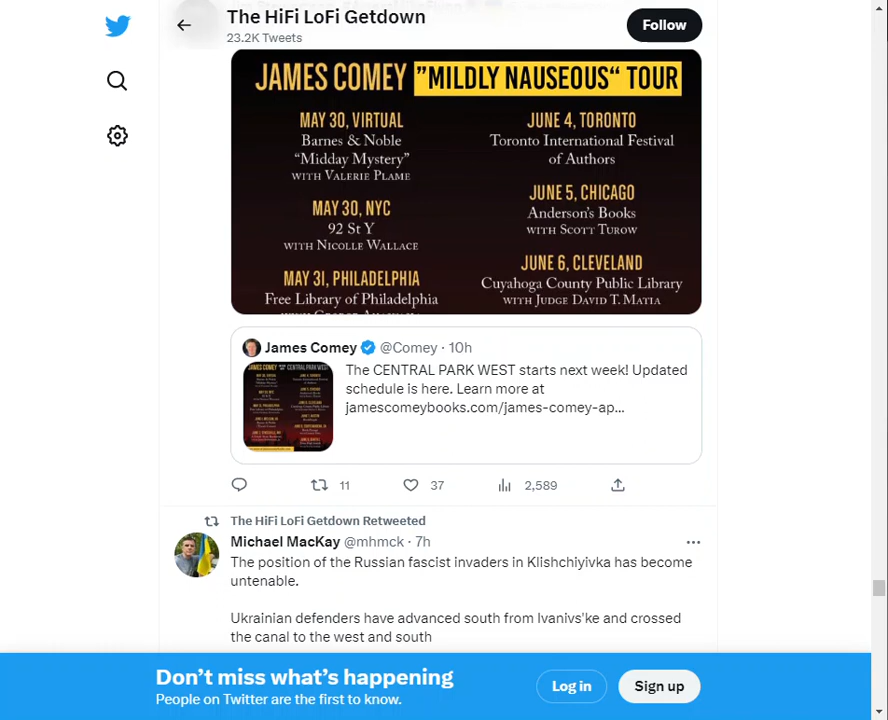 The HiFi LoFi Getdown
23.2K Tweets
Follow
JAMES COMEY "MILDLY NAUSEOUS" TOUR
MAY 30, VIRTUAL
Barnes & Noble
"Midday Mystery"
WITH VALERIE PLAME
MAY 30, NYC
92 St Y
WITH NICOLLE WALLACE
MAY 31, PHILADELPHIA
Free Library of Philadelphia
JUNE 4, TORONTO
Toronto International Festival
of Authors
JUNE 5, CHICAGO
Anderson's Books
WITH SCOTT TUROW
JUNE 6, CLEVELAND
Cuyahoga County Public Library
WITH JUDGE DAVID T. MATIA
James Comey @Comey · 10h
The CENTRAL PARK WEST starts next week! Updated
schedule is here. Learn more at
jamescomeybooks.com/james-comey-ap...
11 37 2,589
The HiFi LoFi Getdown Retweeted
Michael MacKay @mhmck · 7h
The position of the Russian fascist invaders in Klishchiyivka has become
untenable.
Ukrainian defenders have advanced south from Ivanivs'ke and crossed
the canal to the west and south
Don't miss what's happening
People on Twitter are the first to know.
Log in
Sign up